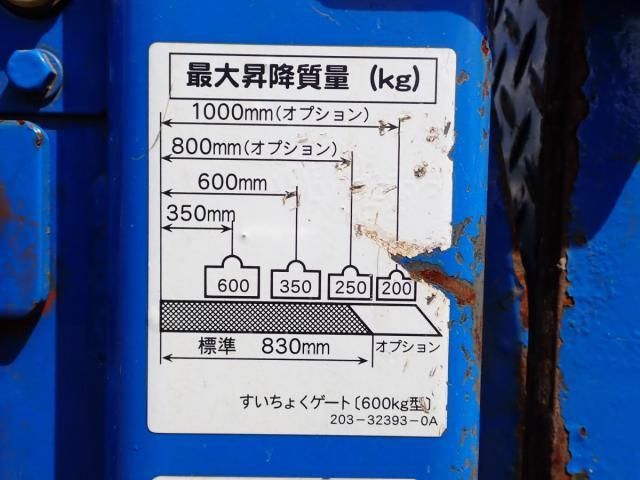 最大昇降質量 (kg)
1000mm(オプション)
800mm(オプション)
600mm
350mm
600 350 250 200
標準 830mm オプション
すいちょくゲート〔600kg型〕
203-32393-0A